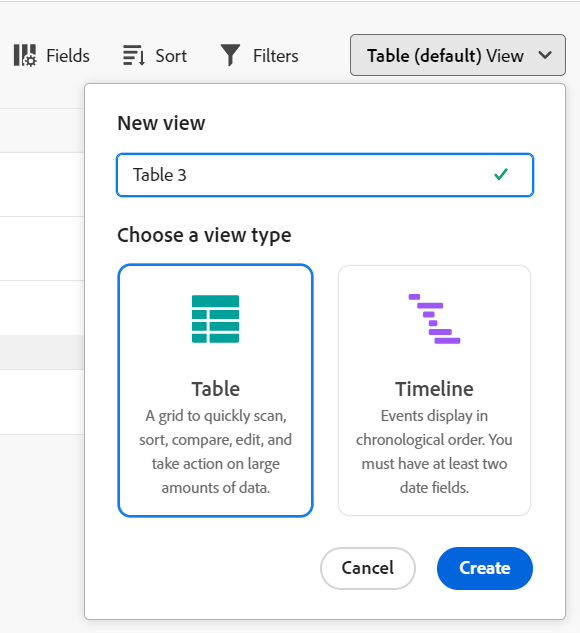 Fields Sort Filters Table (default) View
New view
Table 3
Choose a view type
Table
A grid to quickly scan,
sort, compare, edit, and
take action on large
amounts of data.
Timeline
Events display in
chronological order. You
must have at least two
date fields.
Cancel Create